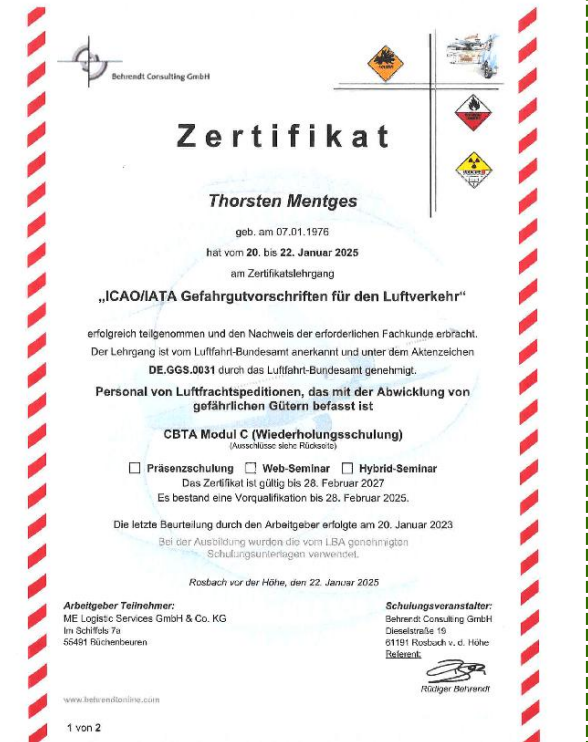 Behrendt Consulting GmbH
Zertifikat
Thorsten Mentges
geb. am 07.01.1976
hat vom 20. bis 22. Januar 2025
am Zertifikatslehrgang
„ICAO/IATA Gefahrgutvorschriften für den Luftverkehr“
erfolgreich teilgenommen und den Nachweis der erforderlichen Fachkunde erbracht.
Der Lehrgang ist vom Luftfahrt-Bundesamt anerkannt und unter dem Aktenzeichen
DE.GGS.0031 durch das Luftfahrt-Bundesamt genehmigt.
Personal von Luftfrachtspeditionen, das mit der Abwicklung von
gefährlichen Gütern befasst ist
CBTA Modul C (Wiederholungsschulung)
(Ausschlüsse siehe Rückseite)
Präsenzschulung Web-Seminar Hybrid-Seminar
Das Zertifikat ist gültig bis 28. Februar 2027
Es bestand eine Vorqualifikation bis 28. Februar 2025.
Die letzte Beurteilung durch den Arbeitgeber erfolgte am 20. Januar 2023
Bei der Ausbildung wurden die vom LBA genehmigten
Schulungsunterlagen verwendet.
Rosbach vor der Höhe, den 22. Januar 2025
Arbeitgeber Teilnehmer:
ME Logistic Services GmbH & Co. KG
Im Schiffels 7a
55491 Büchenbeuren
Schulungsveranstalter:
Behrendt Consulting GmbH
Dieselstraße 19
61191 Rosbach v. d. Höhe
Referent:
Rüdiger Behrendt
www.behrendtonline.com
1 von 2